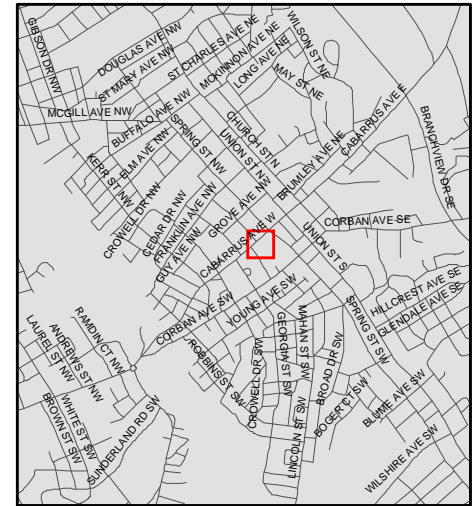 GIBSON DR NW
DOUGLAS AVE NW
ST MARY AVE NW
ST CHARLES AVE NE
MCKINNON AVE NE
LONG AVE NE
WILSON ST NE
MAY ST NE
MCGILL AVE NW
BUFFALO AVE NW
ELM AVE NW
SPRING ST NW
CHURCH ST N
UNION ST N
KERR ST NW
CROWELL DR NW
CEDAR DR NW
FRANKLIN AVE NW
GUY AVE NW
GROVE AVE NW
BRUMLEY AVE NE
CABARRUS AVE E
BRANCHVIEW DR SE
CABARRUS AVE W
CORBAN AVE SE
UNION ST S
CORBAN AVE SW
YOUNG AVE SW
HILLCREST AVE SE
GLENDALE AVE SE
SPRING ST SW
LAUREL ST NW
ANDREWS ST NW
RAMDIN CT NW
ROBBINS ST SW
CROWELL DR SW
GEORGIA ST SW
MAHAN ST SW
BROAD DR SW
LINCOLN ST SW
BOGER CT SW
BLUME AVE SW
BROWN ST SW
WHITE ST SW
SUNDERLAND RD SW
WILSHIRE AVE SW